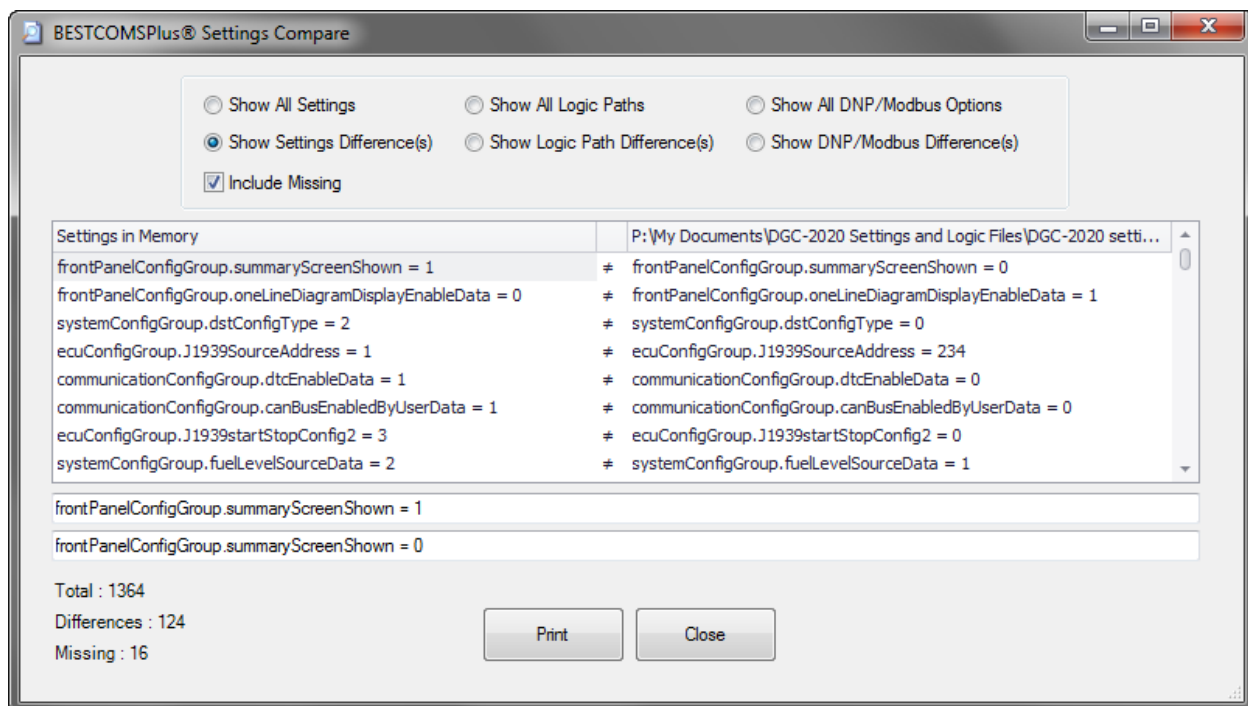 BESTCOMSPlus® Settings Compare
Show All Settings
Show All Logic Paths
Show All DNP/Modbus Options
Show Settings Difference(s)
Show Logic Path Difference(s)
Show DNP/Modbus Difference(s)
Include Missing
Settings in Memory
P:\My Documents\DGC-2020 Settings and Logic Files\DGC-2020 setti...
frontPanelConfigGroup.summaryScreenShown = 1 ≠ frontPanelConfigGroup.summaryScreenShown = 0
frontPanelConfigGroup.oneLineDiagramDisplayEnableData = 0 ≠ frontPanelConfigGroup.oneLineDiagramDisplayEnableData = 1
systemConfigGroup.dstConfigType = 2 ≠ systemConfigGroup.dstConfigType = 0
ecuConfigGroup.J1939SourceAddress = 1 ≠ ecuConfigGroup.J1939SourceAddress = 234
communicationConfigGroup.dtcEnableData = 1 ≠ communicationConfigGroup.dtcEnableData = 0
communicationConfigGroup.canBusEnabledByUserData = 1 ≠ communicationConfigGroup.canBusEnabledByUserData = 0
ecuConfigGroup.J1939startStopConfig2 = 3 ≠ ecuConfigGroup.J1939startStopConfig2 = 0
systemConfigGroup.fuelLevelSourceData = 2 ≠ systemConfigGroup.fuelLevelSourceData = 1
frontPanelConfigGroup.summaryScreenShown = 1
frontPanelConfigGroup.summaryScreenShown = 0
Total : 1364
Differences : 124
Missing : 16
Print
Close